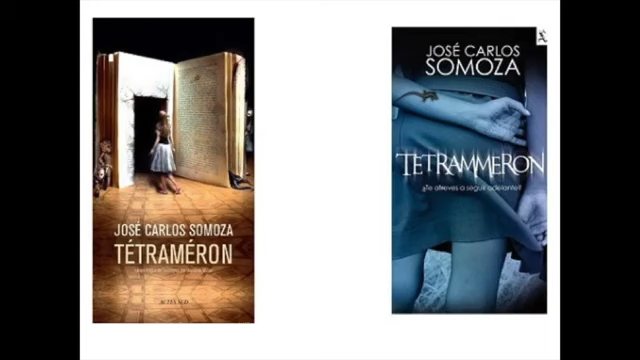 JOSÉ CARLOS SOMOZA
TÉTRAMÉRON
ACTES SUD
JOSÉ CARLOS
SOMOZA
TETRAMMERON
¿Te atreves a seguir adelante?